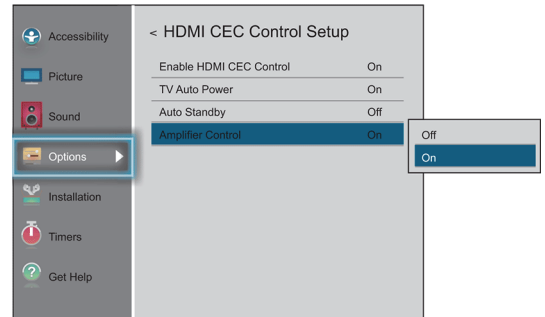 Accessibility
Picture
Sound
Options
Installation
Timers
Get Help
< HDMI CEC Control Setup
Enable HDMI CEC Control On
TV Auto Power On
Auto Standby Off
Amplifier Control On
Off
On